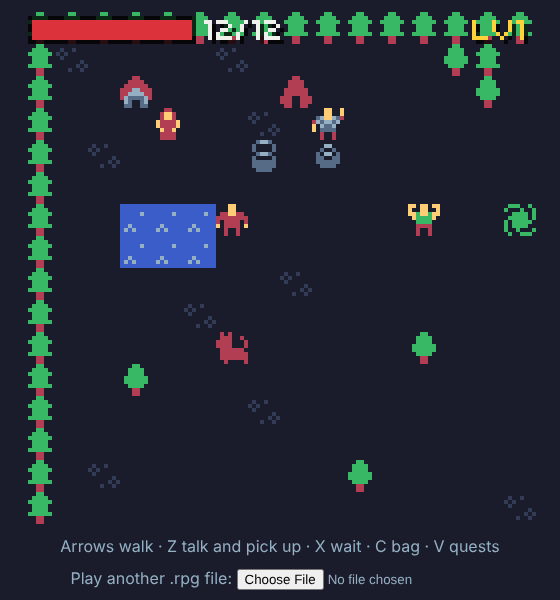 12/12 LV1
Arrows walk · Z talk and pick up · X wait · C bag · V quests
Play another .rpg file: Choose File No file chosen